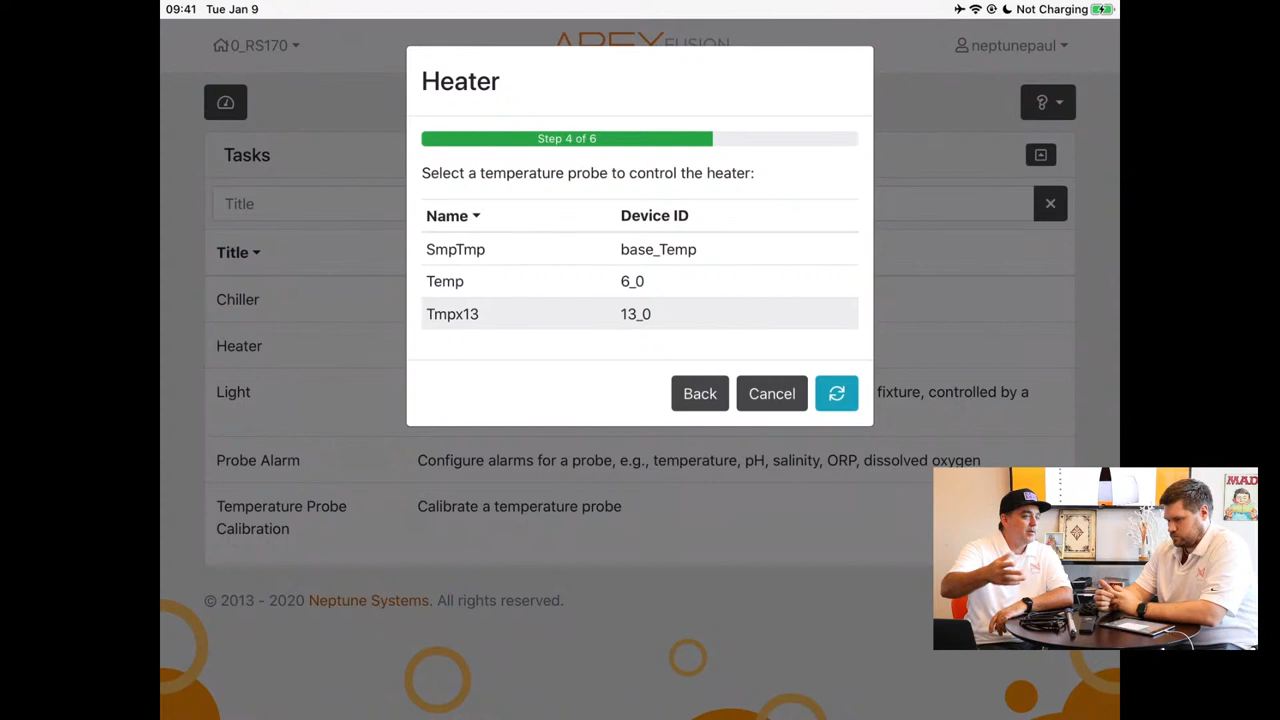 09:41 Tue Jan 9 Not Charging
0_RS170 APEX FUSION neptunepaul
Heater
Step 4 of 6
Tasks
Select a temperature probe to control the heater:
Title
Name Device ID
Title
SmpTmp base_Temp
Temp 6_0
Chiller
Tmpx13 13_0
Heater
Back Cancel
Light fixture, controlled by a
Probe Alarm Configure alarms for a probe, e.g., temperature, pH, salinity, ORP, dissolved oxygen
Temperature Probe Calibrate a temperature probe
Calibration
© 2013 - 2020 Neptune Systems. All rights reserved.
MAD